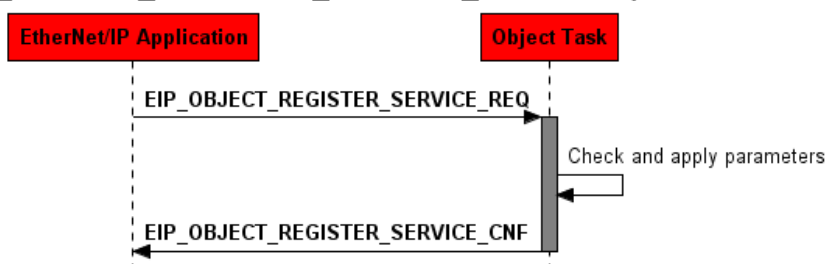 EtherNet/IP Application
Object Task
EIP_OBJECT_REGISTER_SERVICE_REQ
Check and apply parameters
EIP_OBJECT_REGISTER_SERVICE_CNF